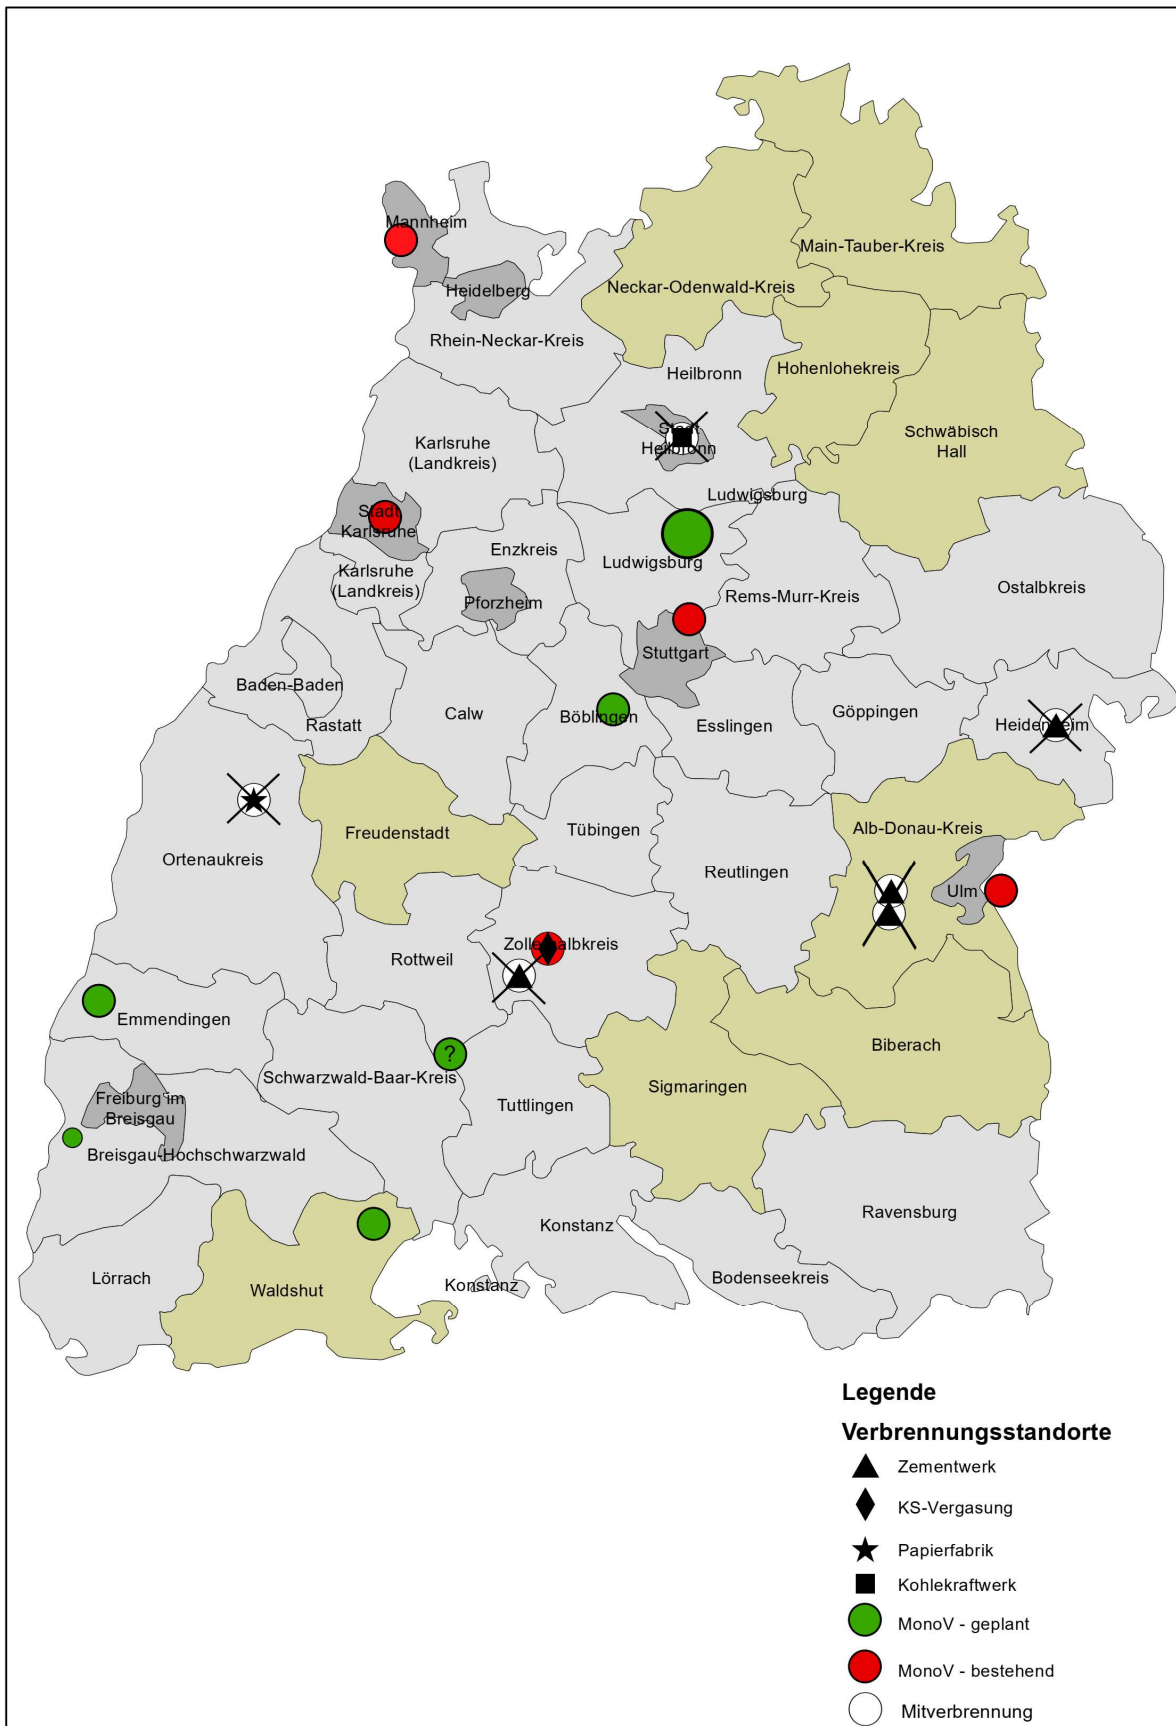 Mannheim
Main-Tauber-Kreis
Neckar-Odenwald-Kreis
Heidelberg
Rhein-Neckar-Kreis
Heilbronn
Hohenlohekreis
Schwäbisch
Hall
Karlsruhe
(Landkreis)
Stadt
Heilbronn
Ludwigsburg
Stadt
Karlsruhe
Enzkreis
Ludwigsburg
Karlsruhe
(Landkreis)
Pforzheim
Rems-Murr-Kreis
Ostalbkreis
Stuttgart
Baden-Baden
Rastatt
Calw
Böblingen
Esslingen
Göppingen
Heidenheim
Freudenstadt
Tübingen
Alb-Donau-Kreis
Ortenaukreis
Reutlingen
Ulm
Zollernalbkreis
Rottweil
Emmendingen
?
Schwarzwald-Baar-Kreis
Biberach
Sigmaringen
Tuttlingen
Freiburg im
Breisgau
Breisgau-Hochschwarzwald
Konstanz
Ravensburg
Lörrach
Waldshut
Konstanz
Bodenseekreis
Legende
Verbrennungsstandorte
Zementwerk
KS-Vergasung
Papierfabrik
Kohlekraftwerk
MonoV - geplant
MonoV - bestehend
Mitverbrennung